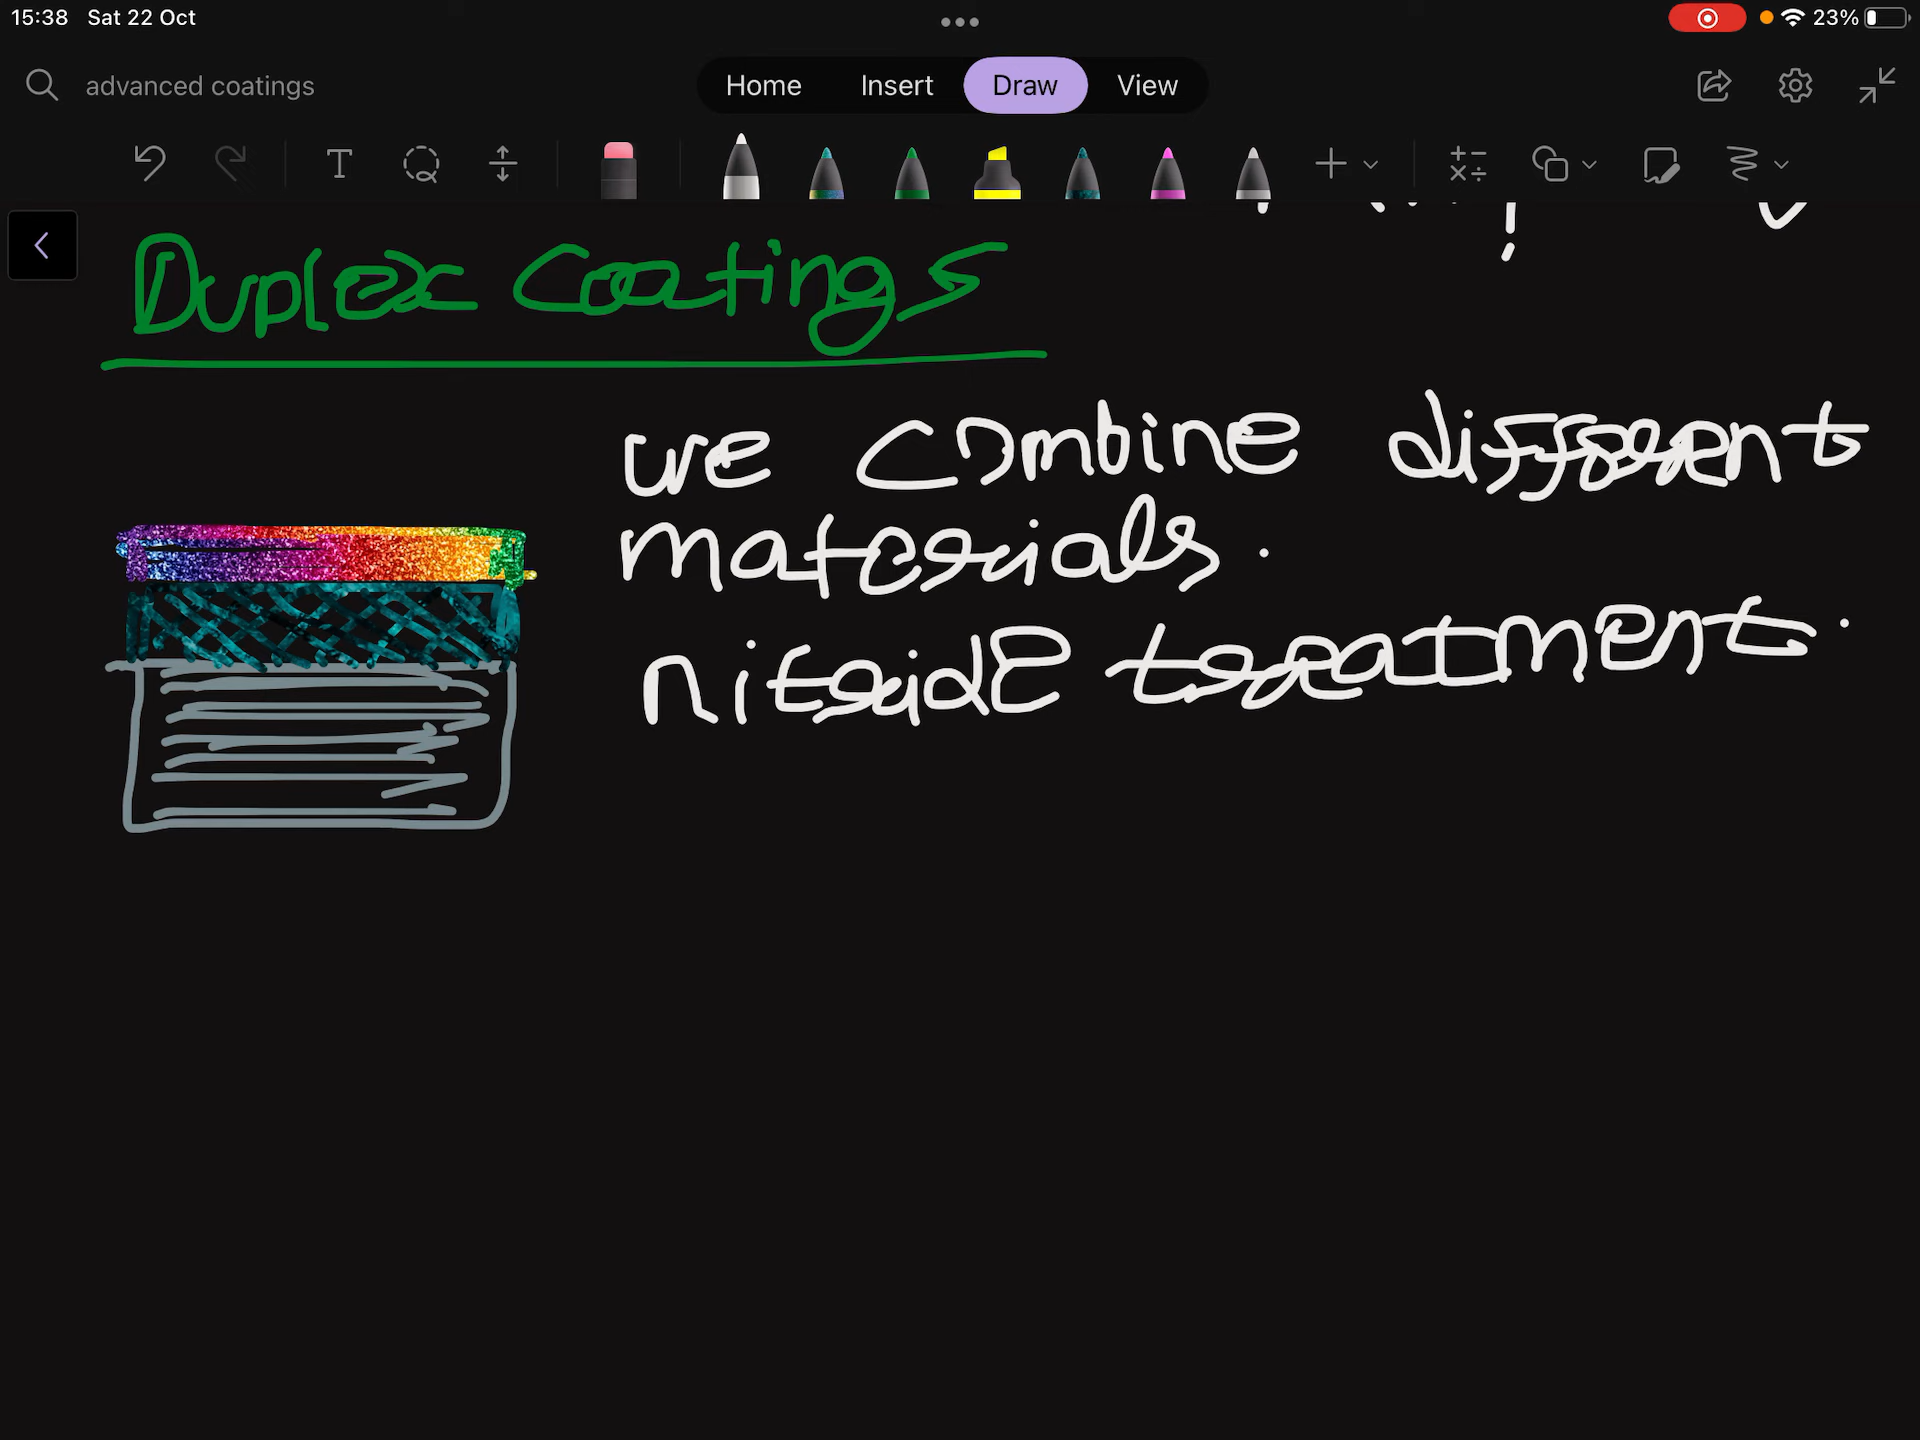 15:38 Sat 22 Oct
23%
advanced coatings
Home Insert Draw View
T
Duplex Coatings
we combine different
materials.
nitride treatment.